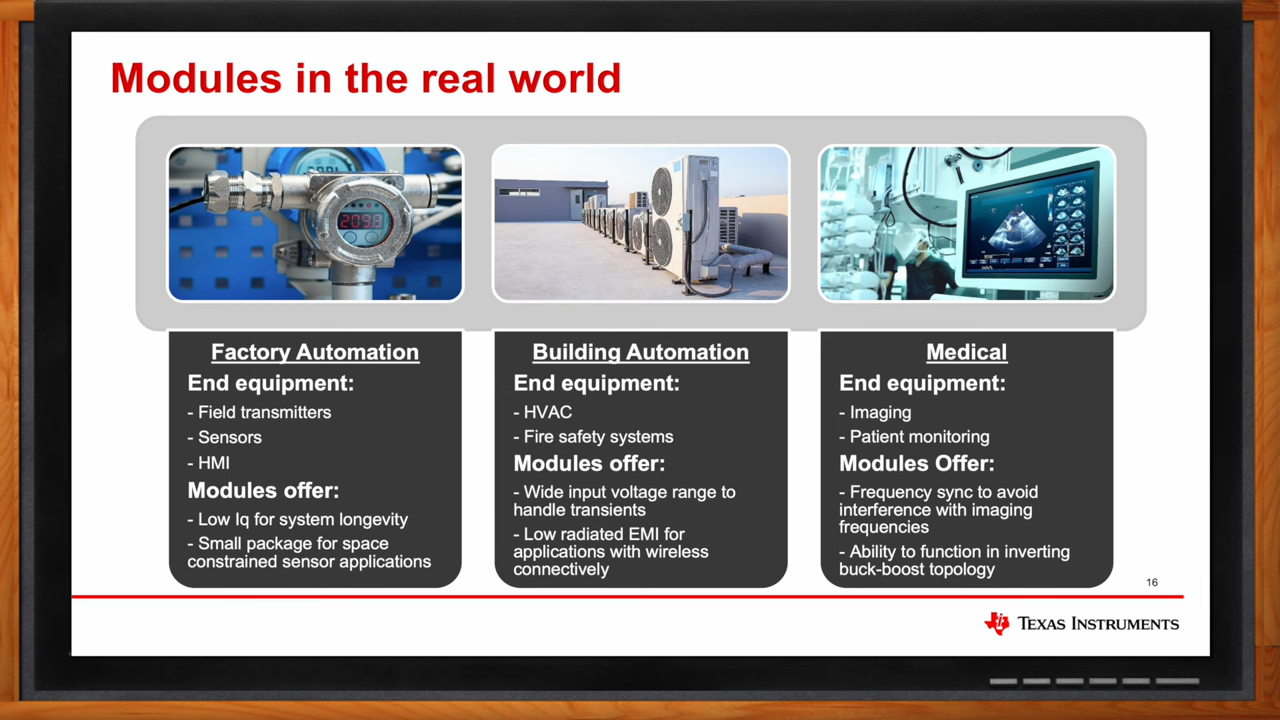 Modules in the real world
209.8
Factory Automation
End equipment:
- Field transmitters
- Sensors
- HMI
Modules offer:
- Low Iq for system longevity
- Small package for space
constrained sensor applications
Building Automation
End equipment:
- HVAC
- Fire safety systems
Modules offer:
- Wide input voltage range to
handle transients
- Low radiated EMI for
applications with wireless
connectively
Medical
End equipment:
- Imaging
- Patient monitoring
Modules Offer:
- Frequency sync to avoid
interference with imaging
frequencies
- Ability to function in inverting
buck-boost topology
16
TEXAS INSTRUMENTS